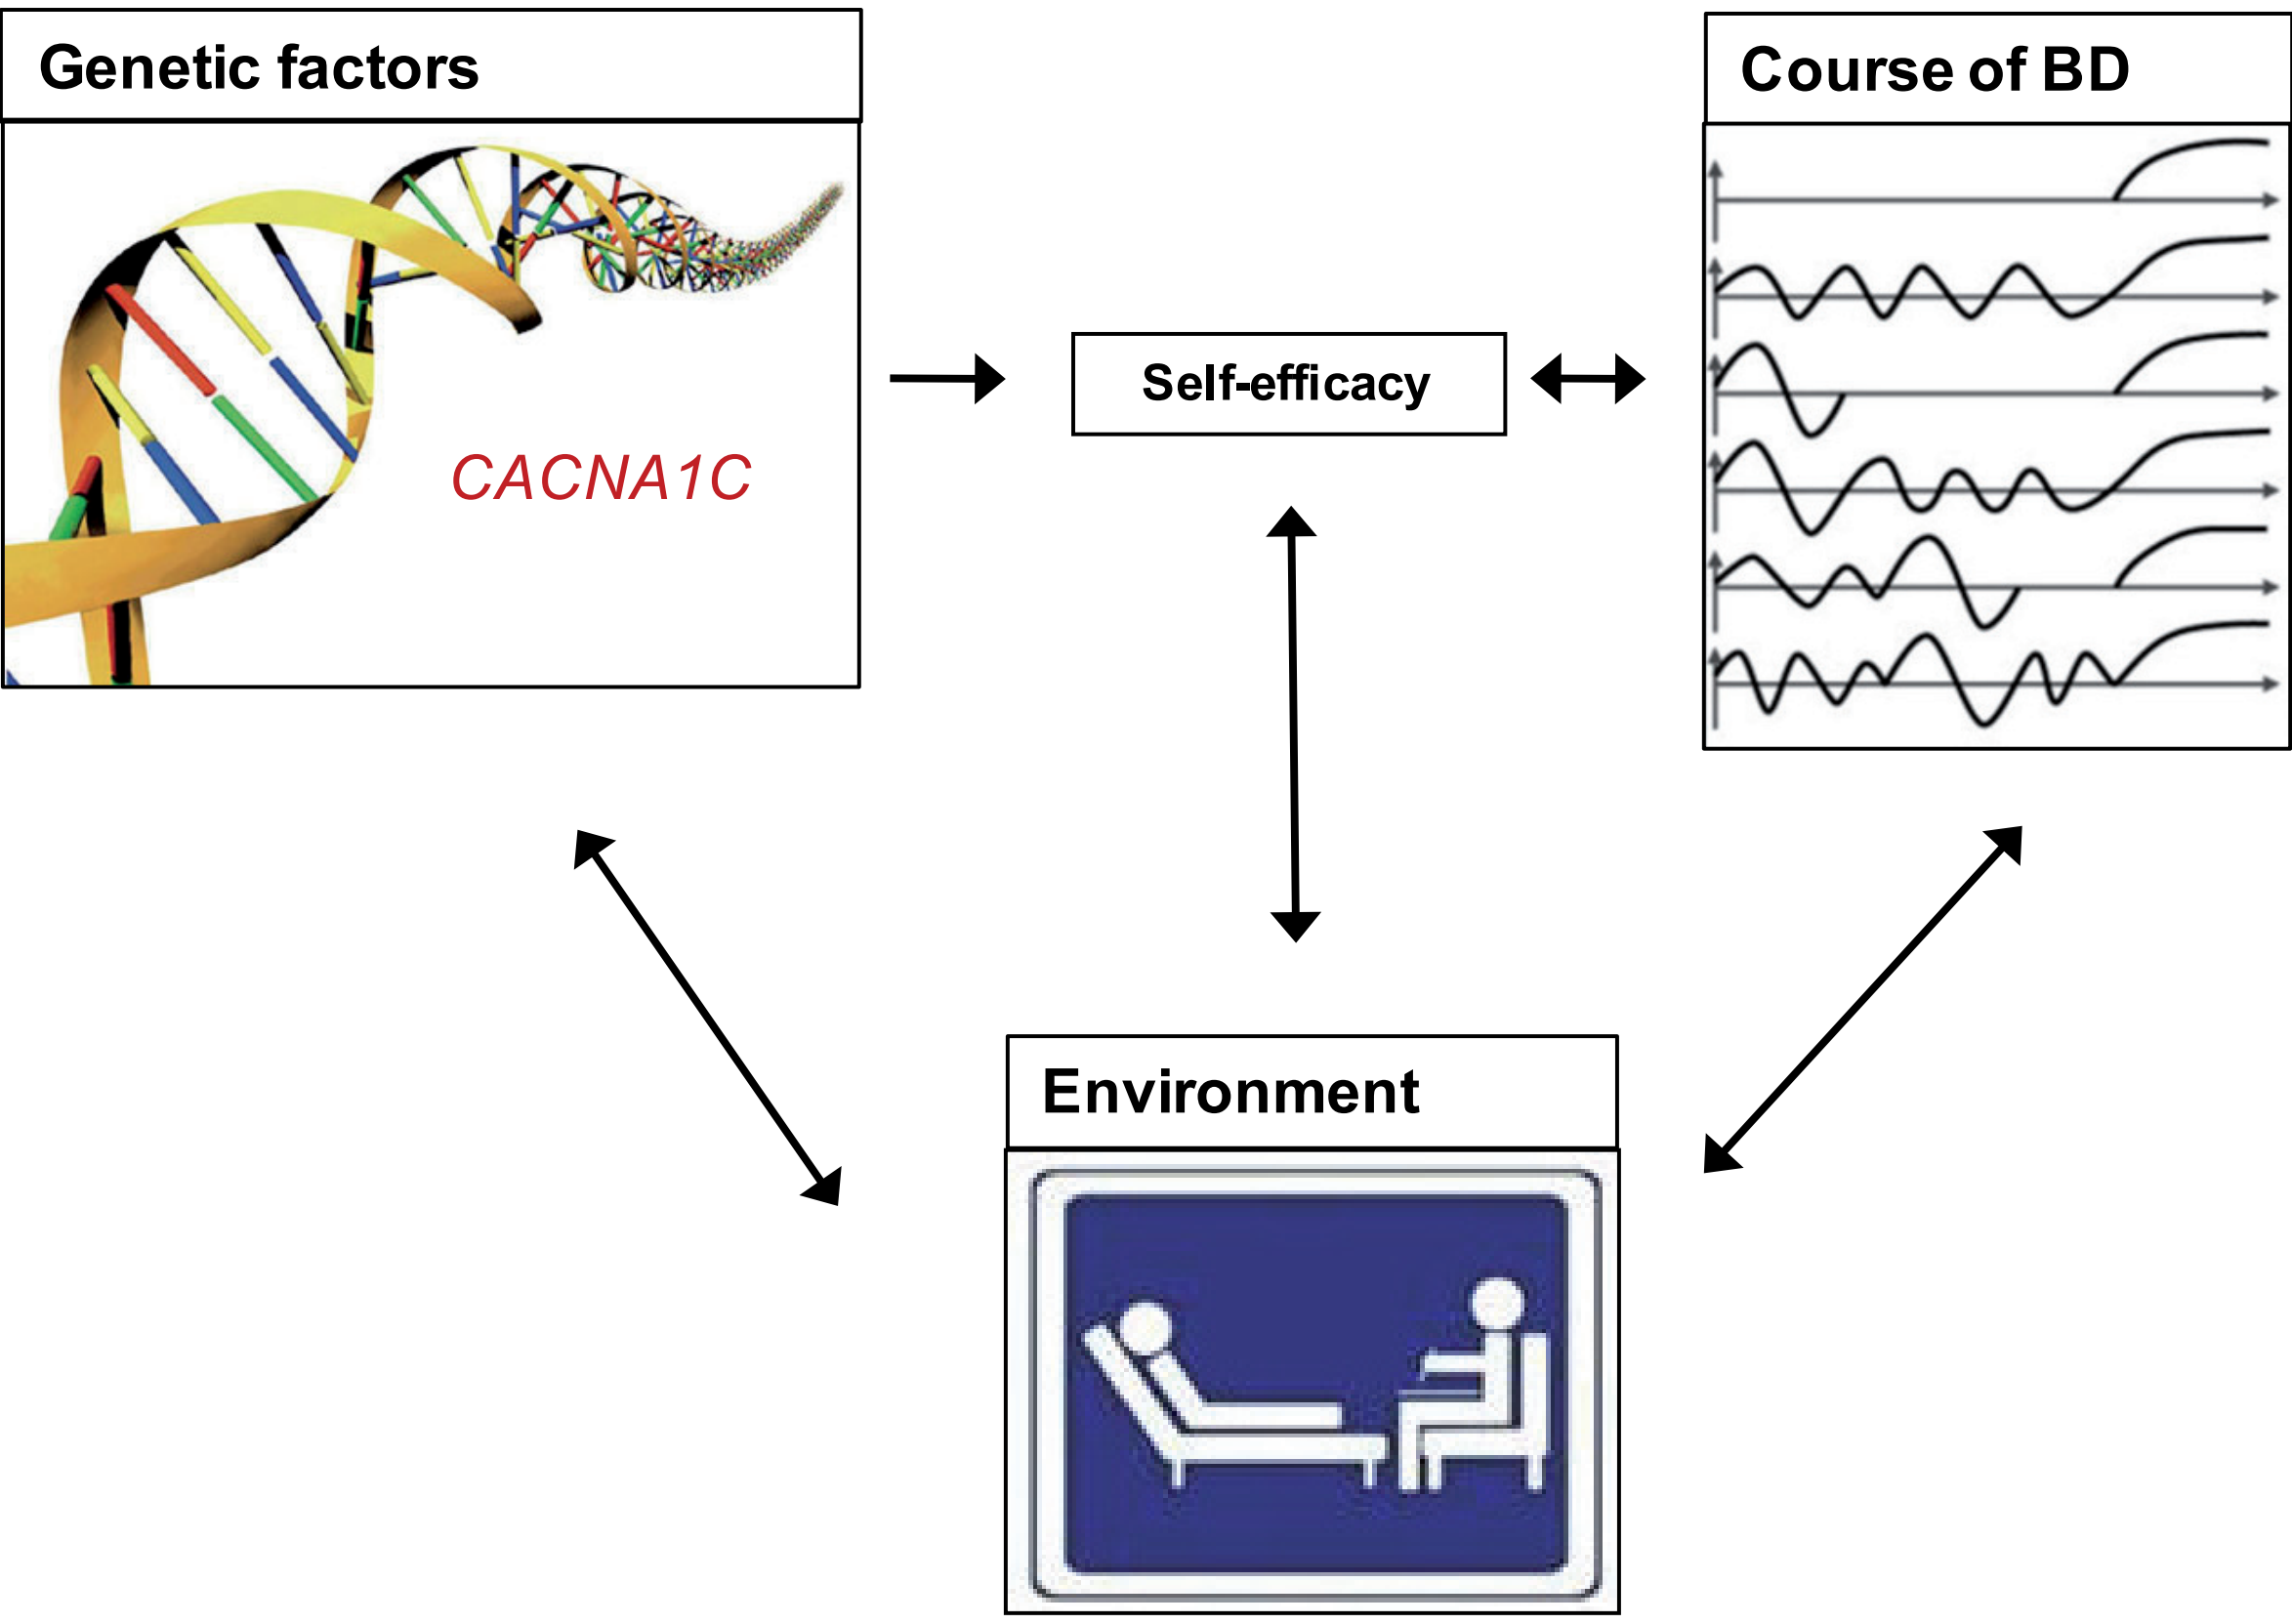 Genetic factors
Course of BD
Self-efficacy
CACNA1C
Environment